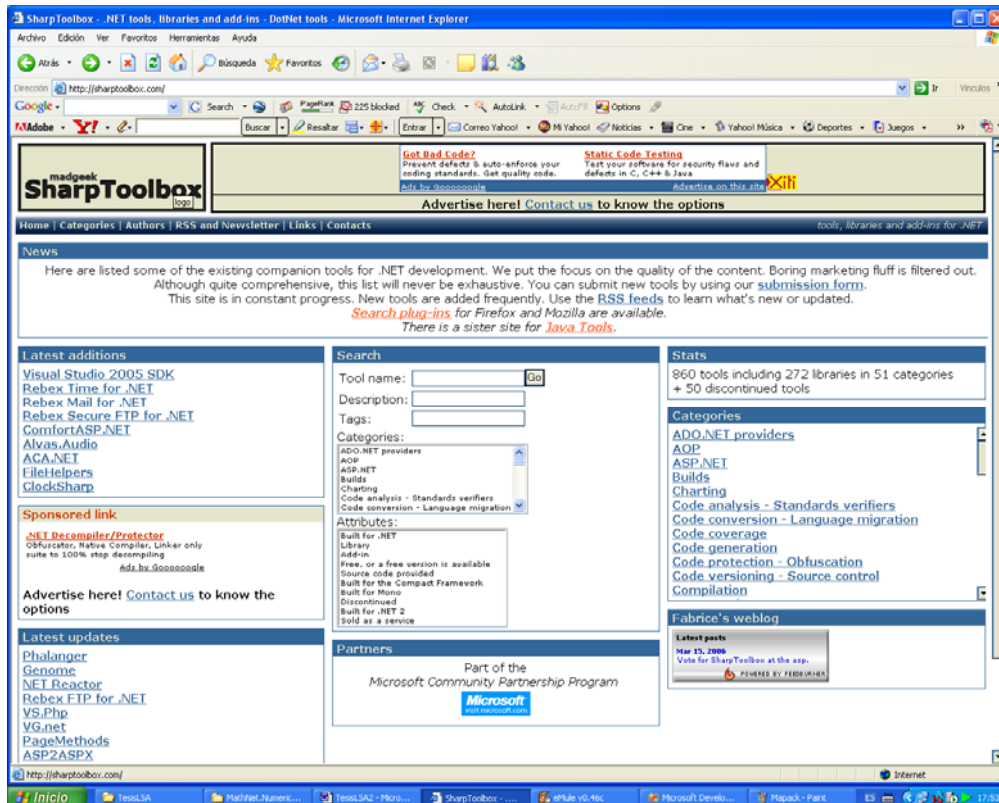 SharpToolbox - .NET tools, libraries and add-ins - DotNet tools - Microsoft Internet Explorer
Archivo Edición Ver Favoritos Herramientas Ayuda
Atrás Búsqueda Favoritos
Dirección http://sharptoolbox.com/ Ir Vínculos
Google Search PageRank 225 blocked Check AutoLink AutoFill Options
Adobe Y! Buscar Resaltar Entrar Correo Yahoo! Mi Yahoo! Noticias Cine Yahoo! Música Deportes Juegos »
madgeek
SharpToolbox
logo
Got Bad Code?
Prevent defects & auto-enforce your
coding standards. Get quality code.
Static Code Testing
Test your software for security flaws and
defects in C, C++ & Java
Ads by Goooooogle
Advertise on this site
XiTi
Advertise here! Contact us to know the options
Home | Categories | Authors | RSS and Newsletter | Links | Contacts
tools, libraries and add-ins for .NET
News
Here are listed some of the existing companion tools for .NET development. We put the focus on the quality of the content. Boring marketing fluff is filtered out.
Although quite comprehensive, this list will never be exhaustive. You can submit new tools by using our submission form.
This site is in constant progress. New tools are added frequently. Use the RSS feeds to learn what's new or updated.
Search plug-ins for Firefox and Mozilla are available.
There is a sister site for Java Tools.
Latest additions
Visual Studio 2005 SDK
Rebex Time for .NET
Rebex Mail for .NET
Rebex Secure FTP for .NET
ComfortASP.NET
Alvas.Audio
ACA.NET
FileHelpers
ClockSharp
Sponsored link
.NET Decompiler/Protector
Obfuscator, Native Compiler, Linker only
suite to 100% stop decompiling
Ads by Goooooogle
Advertise here! Contact us to know the
options
Latest updates
Phalanger
Genome
NET Reactor
Rebex FTP for .NET
VS.Php
VG.net
PageMethods
ASP2ASPX
Search
Tool name: Go
Description:
Tags:
Categories:
ADO.NET providers
AOP
ASP.NET
Builds
Charting
Code analysis - Standards verifiers
Code conversion - Language migration
Attributes:
Built for .NET
Library
Add-in
Free, or a free version is available
Source code provided
Built for the Compact Framework
Built for Mono
Discontinued
Built for .NET 2
Sold as a service
Partners
Part of the
Microsoft Community Partnership Program
Microsoft
visit microsoft.com
Stats
860 tools including 272 libraries in 51 categories
+ 50 discontinued tools
Categories
ADO.NET providers
AOP
ASP.NET
Builds
Charting
Code analysis - Standards verifiers
Code conversion - Language migration
Code coverage
Code generation
Code protection - Obfuscation
Code versioning - Source control
Compilation
Fabrice's weblog
Latest posts
Mar 15, 2006
Vote for SharpToolbox at the asp.
POWERED BY FEEDBURNER
http://sharptoolbox.com/ Internet
Inicio TesisLSA MathNet.Numeric... TesisLSA2 - Micro... SharpToolbox - .... eMule v0.46c Microsoft Develo... Mapack - Paint ES 17:53